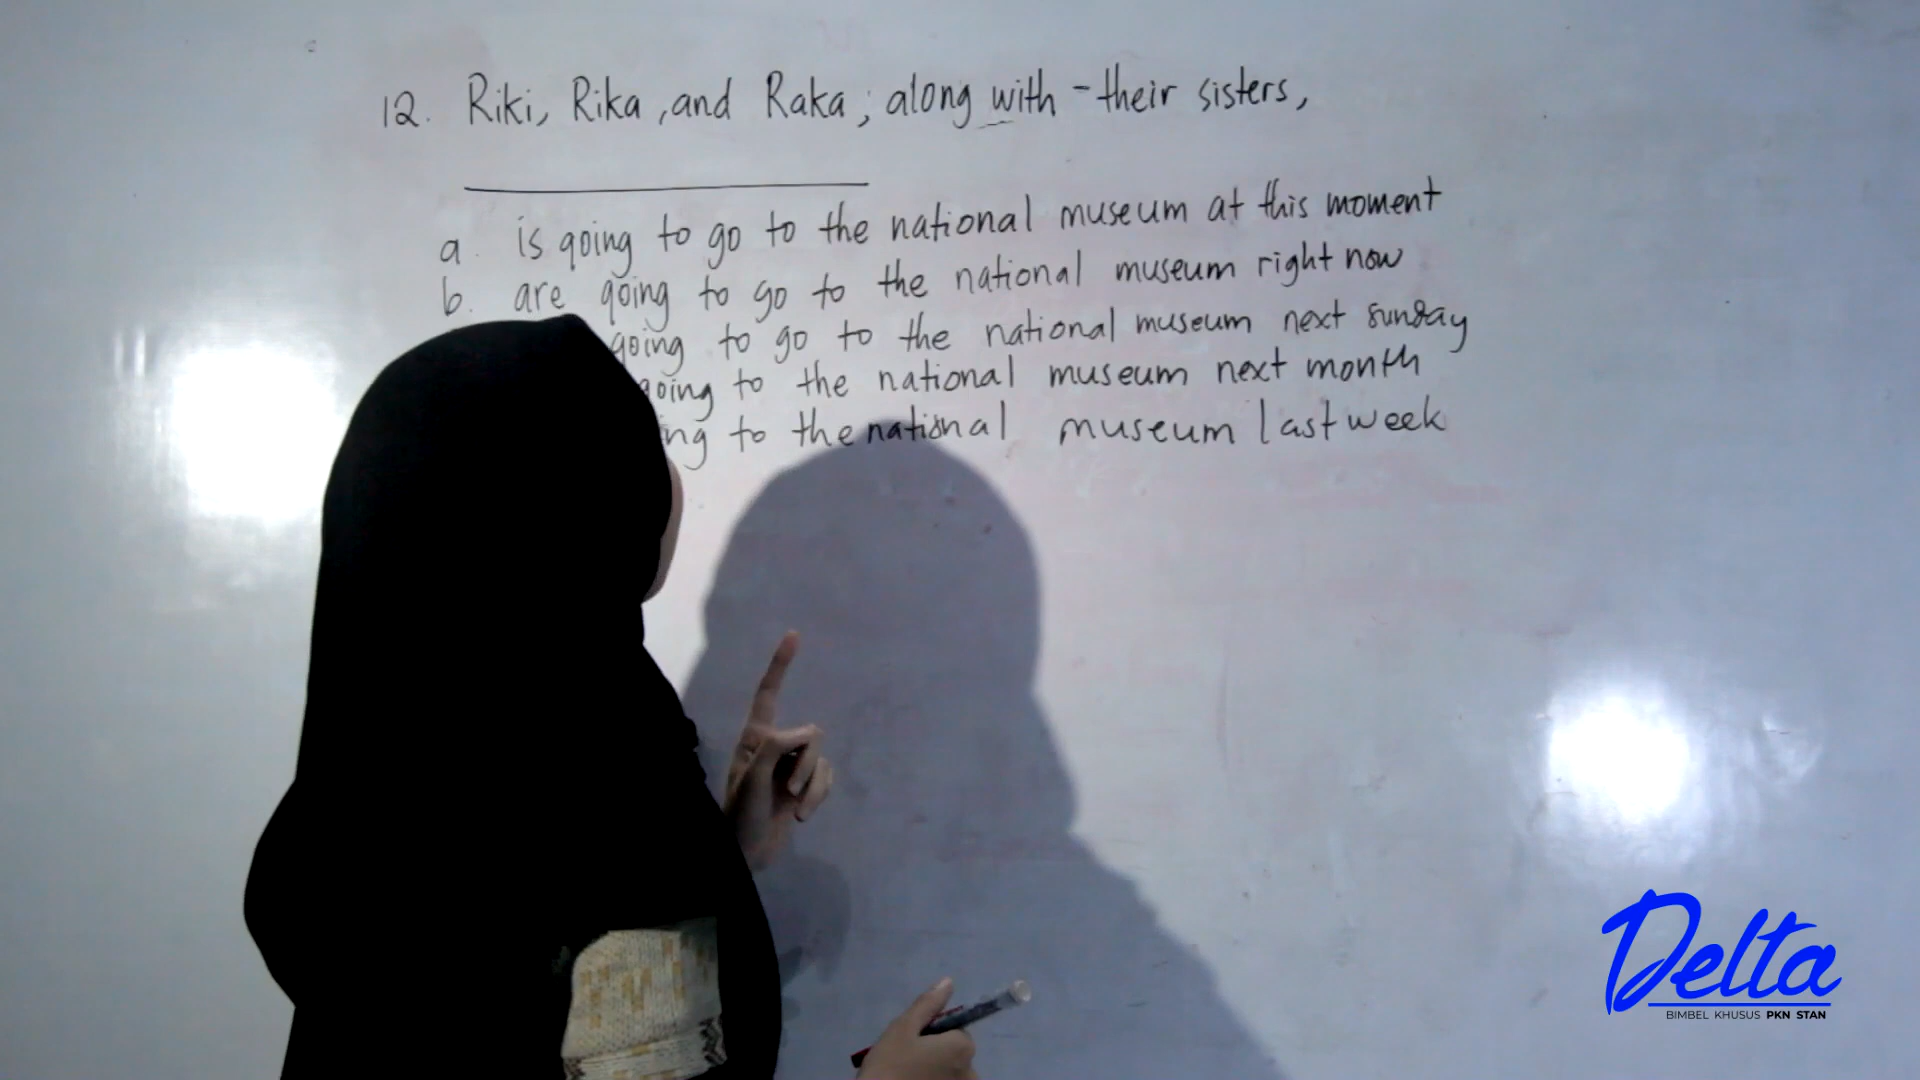 12. Riki, Rika, and Raka, along with their sisters,
a. is going to go to the national museum at this moment
b. are going to go to the national museum right now
going to go to the national museum next sunday
going to the national museum next month
to the national museum last week
Delta
BIMBEL KHUSUS PKN STAN